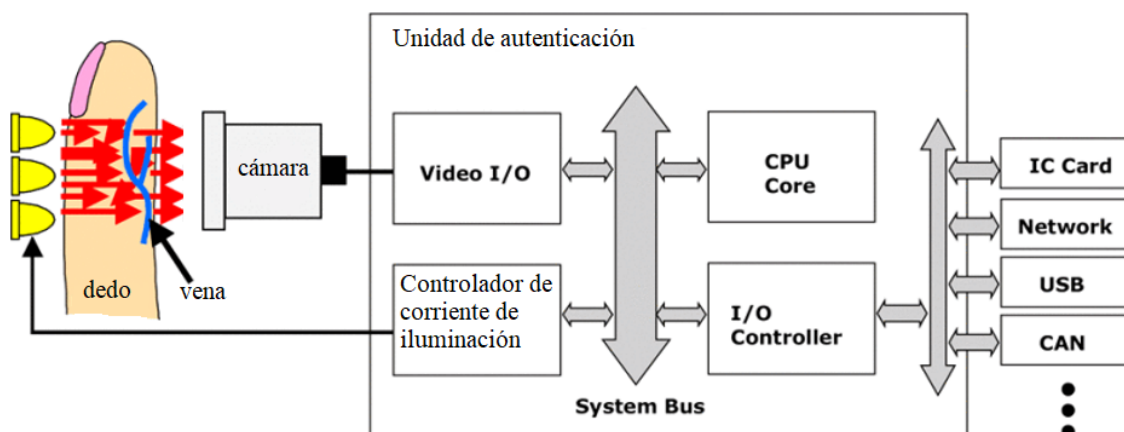 Unidad de autenticación
cámara
Video I/O
CPU
Core
IC Card
Network
dedo
vena
Controlador de
corriente de
iluminación
I/O
Controller
USB
CAN
System Bus